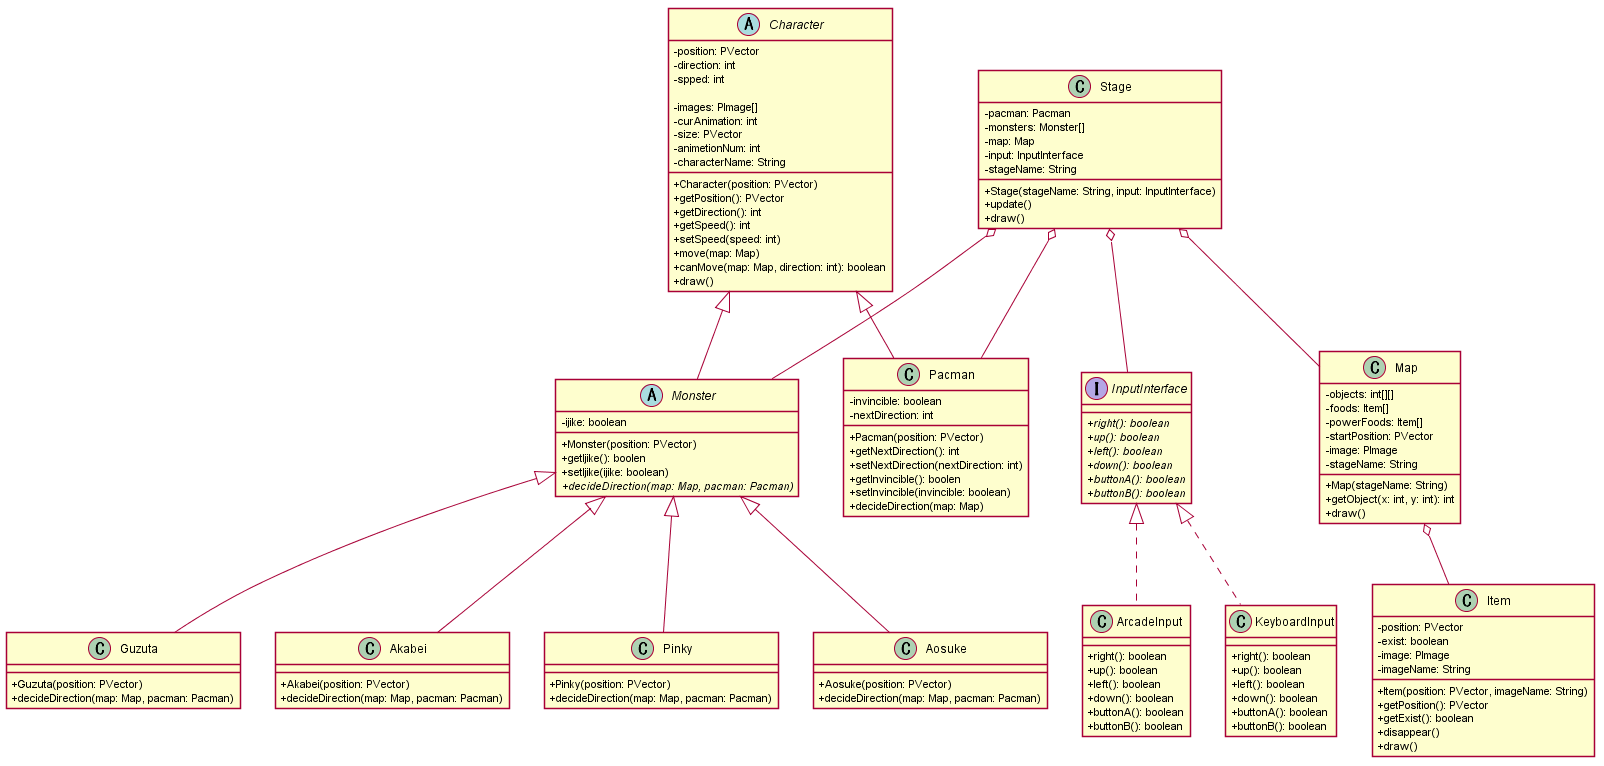 A Character
-position: PVector
-direction: int
-spped: int
-images: PImage[]
-curAnimation: int
-size: PVector
-animetionNum: int
-characterName: String
+Character(position: PVector)
+getPosition(): PVector
+getDirection(): int
+getSpeed(): int
+setSpeed(speed: int)
+move(map: Map)
+canMove(map: Map, direction: int): boolean
+draw()
C Stage
-pacman: Pacman
-monsters: Monster[]
-map: Map
-input: InputInterface
-stageName: String
+Stage(stageName: String, input: InputInterface)
+update()
+draw()
A Monster
-ijike: boolean
+Monster(position: PVector)
+getIjike(): boolen
+setIjike(ijike: boolean)
+decideDirection(map: Map, pacman: Pacman)
C Pacman
-invincible: boolean
-nextDirection: int
+Pacman(position: PVector)
+getNextDirection(): int
+setNextDirection(nextDirection: int)
+getInvincible(): boolen
+setInvincible(invincible: boolean)
+decideDirection(map: Map)
I InputInterface
+right(): boolean
+up(): boolean
+left(): boolean
+down(): boolean
+buttonA(): boolean
+buttonB(): boolean
C Map
-objects: int[][]
-foods: Item[]
-powerFoods: Item[]
-startPosition: PVector
-image: PImage
-stageName: String
+Map(stageName: String)
+getObject(x: int, y: int): int
+draw()
C Guzuta
+Guzuta(position: PVector)
+decideDirection(map: Map, pacman: Pacman)
C Akabei
+Akabei(position: PVector)
+decideDirection(map: Map, pacman: Pacman)
C Pinky
+Pinky(position: PVector)
+decideDirection(map: Map, pacman: Pacman)
C Aosuke
+Aosuke(position: PVector)
+decideDirection(map: Map, pacman: Pacman)
C ArcadeInput
+right(): boolean
+up(): boolean
+left(): boolean
+down(): boolean
+buttonA(): boolean
+buttonB(): boolean
C KeyboardInput
+right(): boolean
+up(): boolean
+left(): boolean
+down(): boolean
+buttonA(): boolean
+buttonB(): boolean
C Item
-position: PVector
-exist: boolean
-image: PImage
-imageName: String
+Item(position: PVector, imageName: String)
+getPosition(): PVector
+getExist(): boolean
+disappear()
+draw()